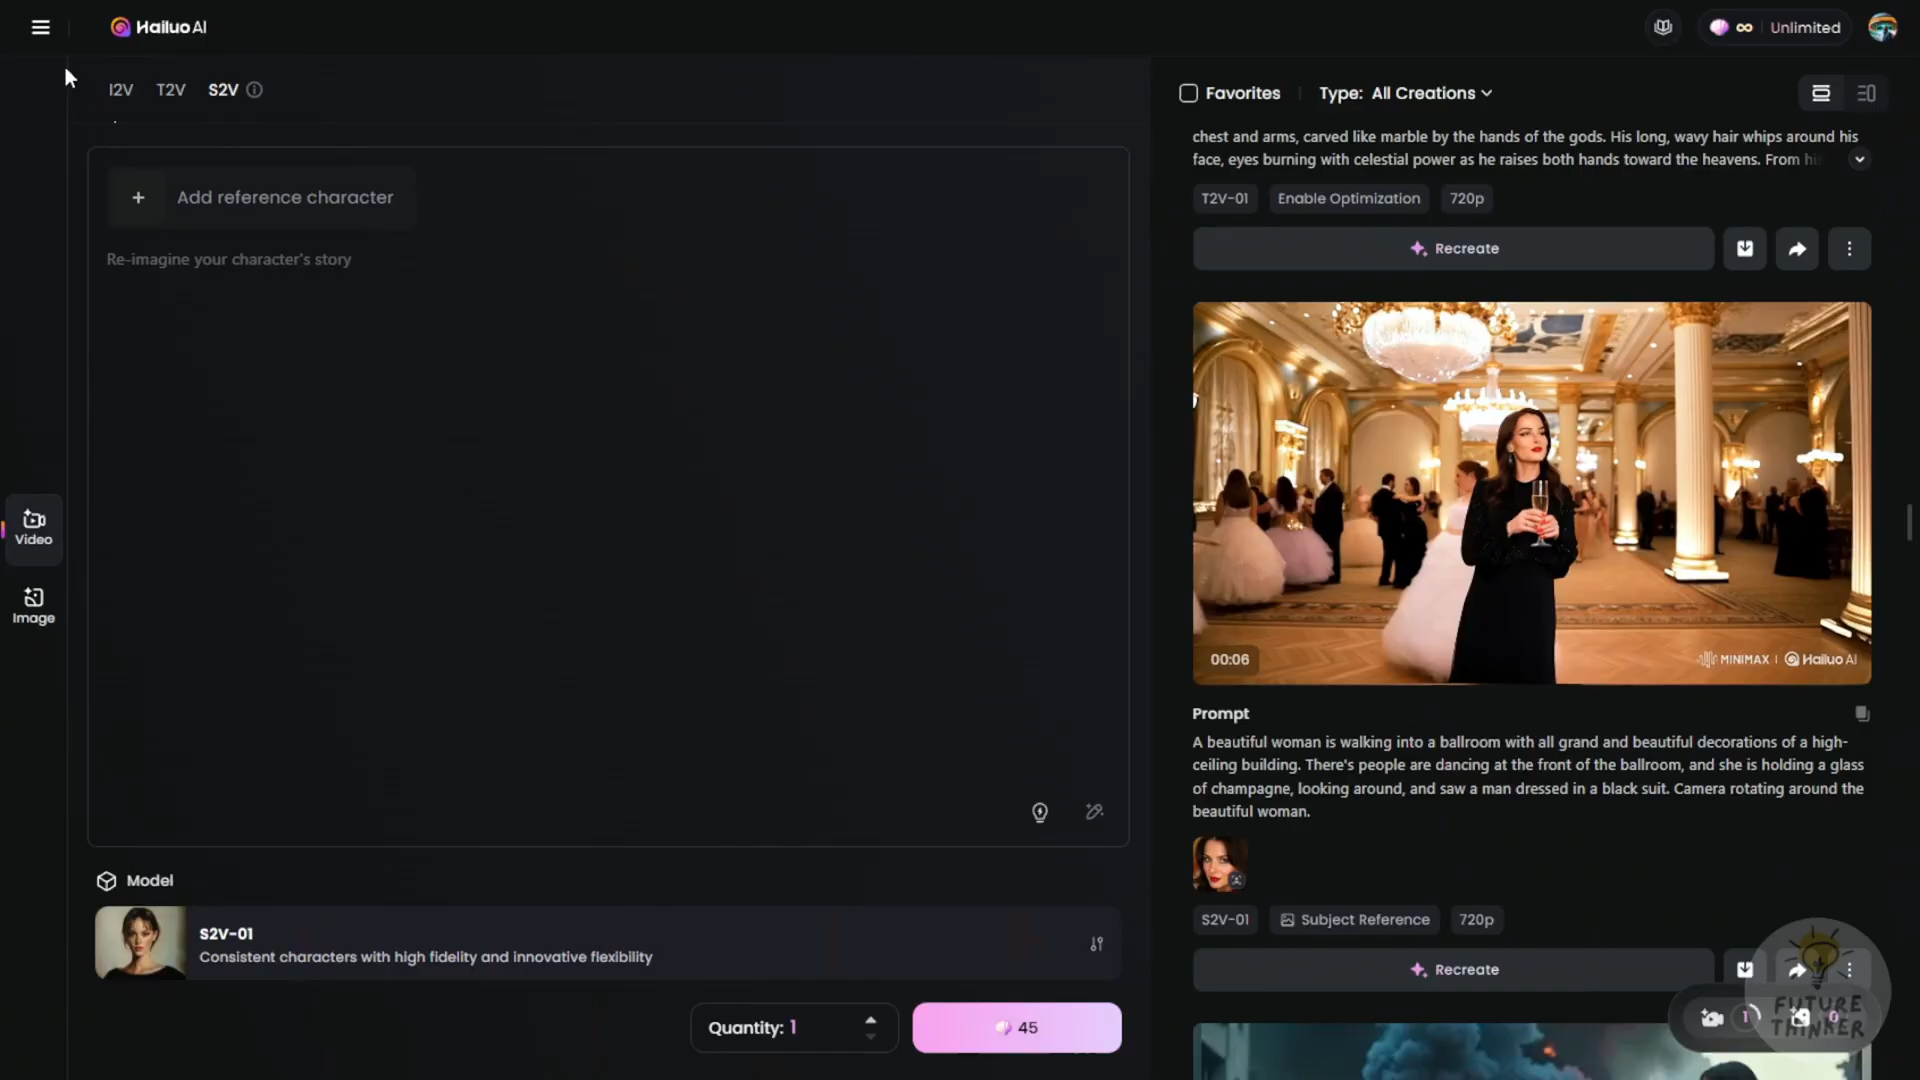 Hailuo AI
∞ Unlimited
I2V T2V S2V
Favorites
Type: All Creations
Add reference character
Re-imagine your character's story
Video
Image
Model
S2V-01
Consistent characters with high fidelity and innovative flexibility
Quantity: 1
45
chest and arms, carved like marble by the hands of the gods. His long, wavy hair whips around his
face, eyes burning with celestial power as he raises both hands toward the heavens. From
T2V-01 Enable Optimization 720p
Recreate
00:06
MINIMAX | Hailuo AI
Prompt
A beautiful woman is walking into a ballroom with all grand and beautiful decorations of a high-
ceiling building. There's people are dancing at the front of the ballroom, and she is holding a glass
of champagne, looking around, and saw a man dressed in a black suit. Camera rotating around the
beautiful woman.
S2V-01 Subject Reference 720p
Recreate
1 0
FUTURE
THINKER